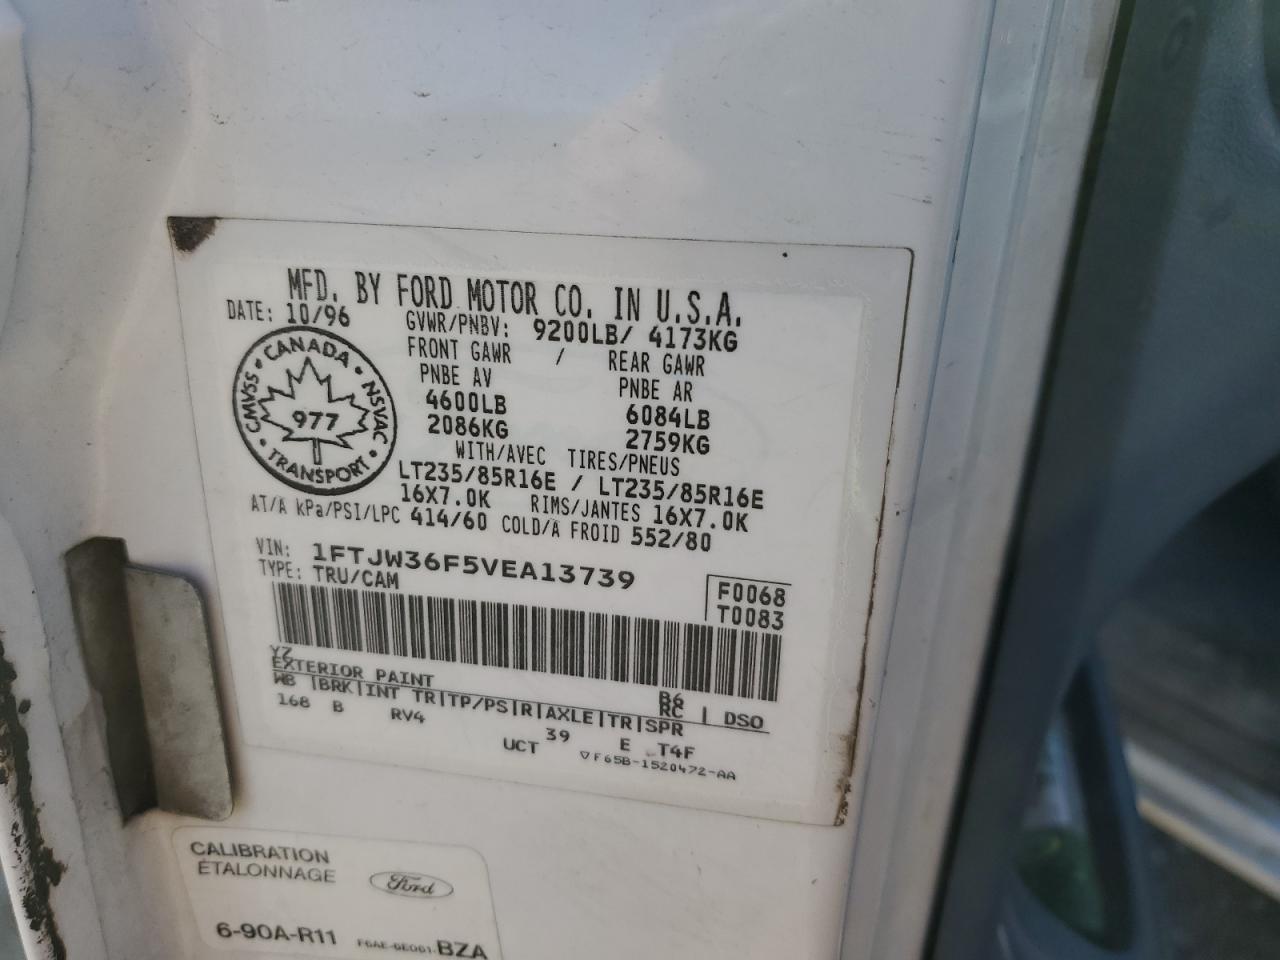 MFD. BY FORD MOTOR CO. IN U.S.A.
DATE: 10/96 GVWR/PNBV: 9200LB/ 4173KG
FRONT GAWR / REAR GAWR
PNBE AV PNBE AR
4600LB 6084LB
2086KG 2759KG
CANADA
CMVSS NSVAC
977
TRANSPORT
WITH/AVEC TIRES/PNEUS
LT235/85R16E / LT235/85R16E
16X7.0K RIMS/JANTES 16X7.0K
AT/A kPa/PSI/LPC 414/60 COLD/À FROID 552/80
VIN: 1FTJW36F5VEA13739
TYPE: TRU/CAM
F0068
T0083
YZ
EXTERIOR PAINT B6 RC DSO
WB |BRK|INT TR|TP/PS|R|AXLE|TR|SPR
168 B RV4 39 E T4F
UCT ▽F65B-1520472-AA
CALIBRATION
ÉTALONNAGE
Ford
6-90A-R11 F6AE-6E061-BZA